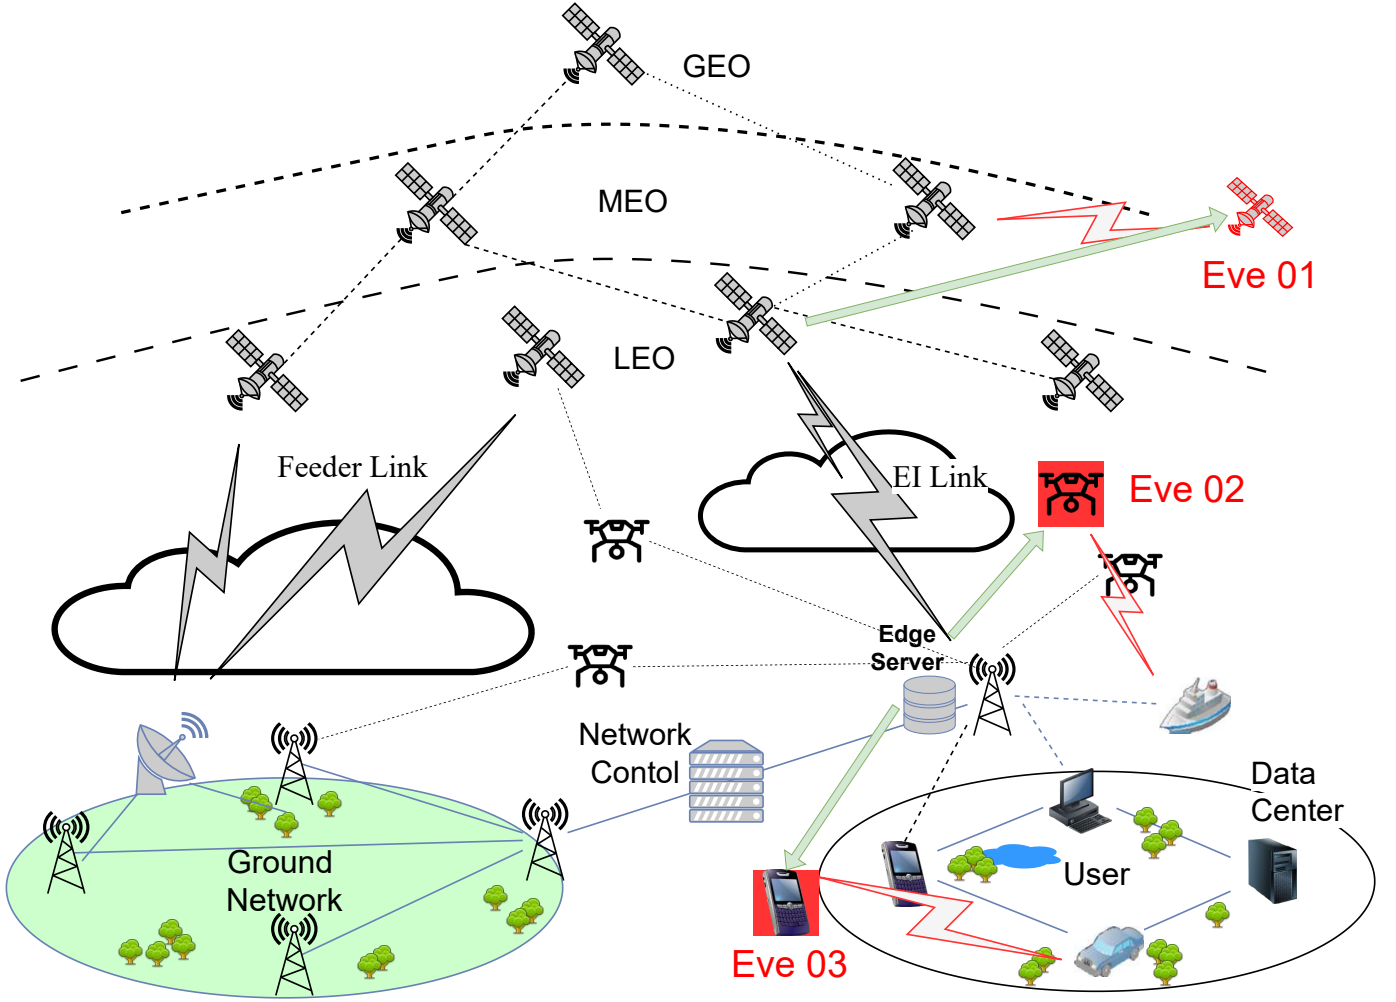 GEO
MEO
Eve 01
LEO
Feeder Link
EI Link
Eve 02
Edge
Server
Network
Contol
Data
Center
Ground
Network
User
Eve 03